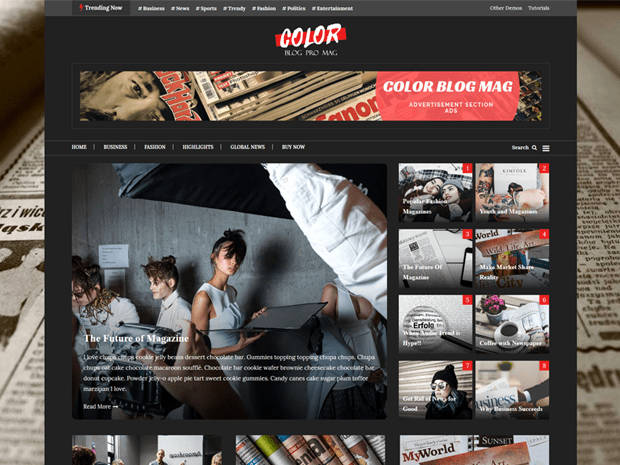 Trending Now
# Business # News # Sports # Trendy # Fashion # Politics # Entertainment
Other Demos Tutorials
COLOR
BLOG PRO MAG
COLOR BLOG MAG
ADVERTISEMENT SECTION
ADS
HOME BUSINESS FASHION HIGHLIGHTS GLOBAL NEWS BUY NOW
Search
The Future of Magazine
I love chupa chups cookie jelly beans dessert chocolate bar. Gummies topping topping chupa chups. Chupa
chups oat cake chocolate macaroon soufflé. Chocolate bar cookie wafer brownie cheesecake chocolate bar
donut cupcake. Powder jelly-o apple pie tart sweet cookie gummies. Candy canes cake sugar plum toffee
marzipan I love.
Read More →
1
Popular Fashion
Magazines
2
KINFOLK
Youth and Magazines
3
The Future Of
Magazine
4
MyWorld
Make Market Share
Reality
5
Erfolg
Hype!!
6
Coffee with Newspaper
7
Get Rid of News for
Good
8
Why Business Succeeds
MyWorld
SUNSET